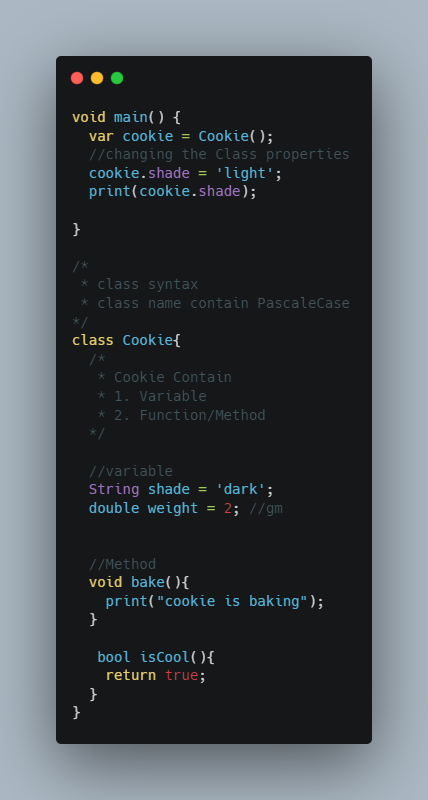 void main() {
  var cookie = Cookie();
  //changing the Class properties
  cookie.shade = 'light';
  print(cookie.shade);
}
/*
 * class syntax
 * class name contain PascaleCase
*/
class Cookie{
  /*
   * Cookie Contain
   * 1. Variable
   * 2. Function/Method
  */
  //variable
  String shade = 'dark';
  double weight = 2; //gm
  //Method
  void bake(){
    print("cookie is baking");
  }
   bool isCool(){
    return true;
  }
}